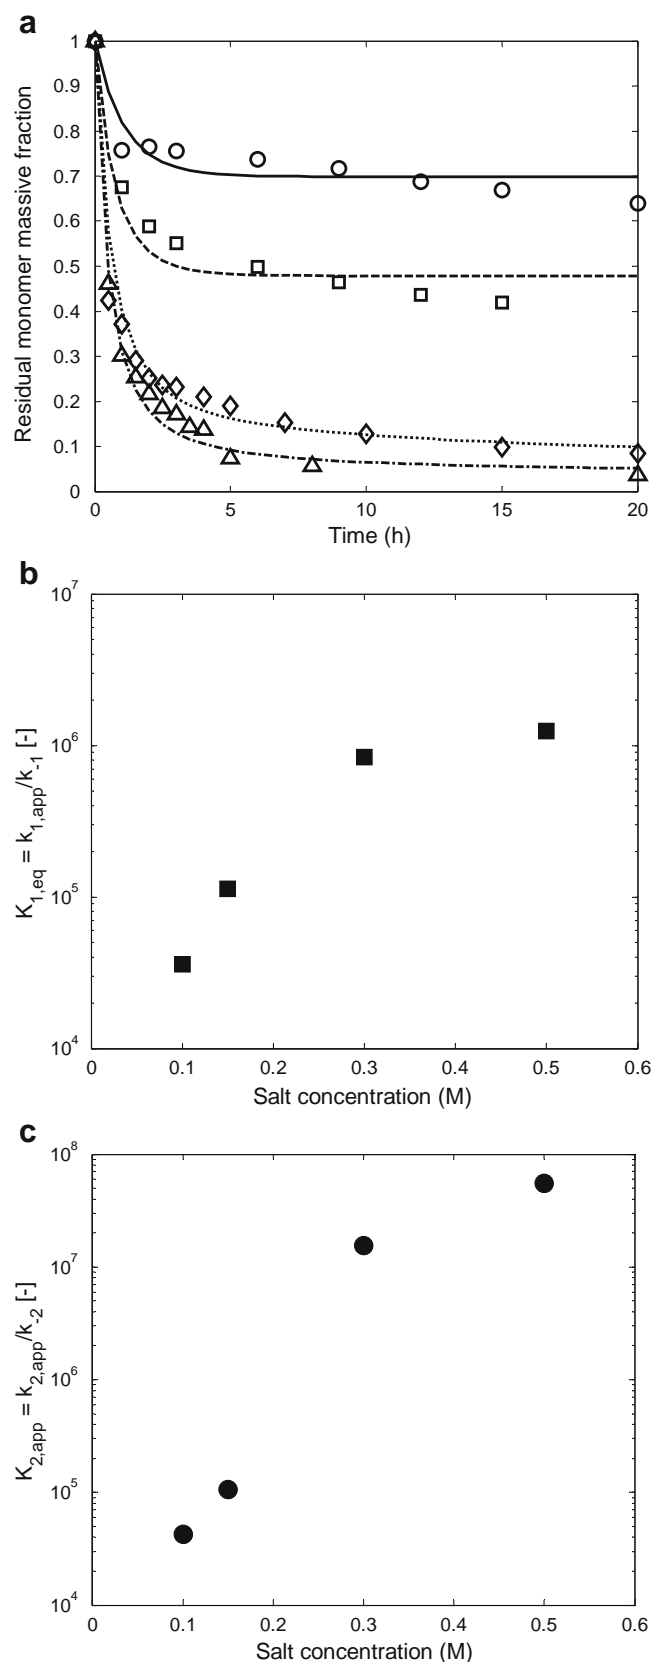 a
1
0.9
0.8
0.7
0.6
0.5
0.4
0.3
0.2
0.1
0
0 5 10 15 20
Residual monomer massive fraction
Time (h)
b
10^7
10^6
10^5
10^4
0 0.1 0.2 0.3 0.4 0.5 0.6
K_{1,eq} = k_{1,app}/k_{-1} [-]
Salt concentration (M)
c
10^8
10^7
10^6
10^5
10^4
0 0.1 0.2 0.3 0.4 0.5 0.6
K_{2,app} = k_{2,app}/k_{-2} [-]
Salt concentration (M)